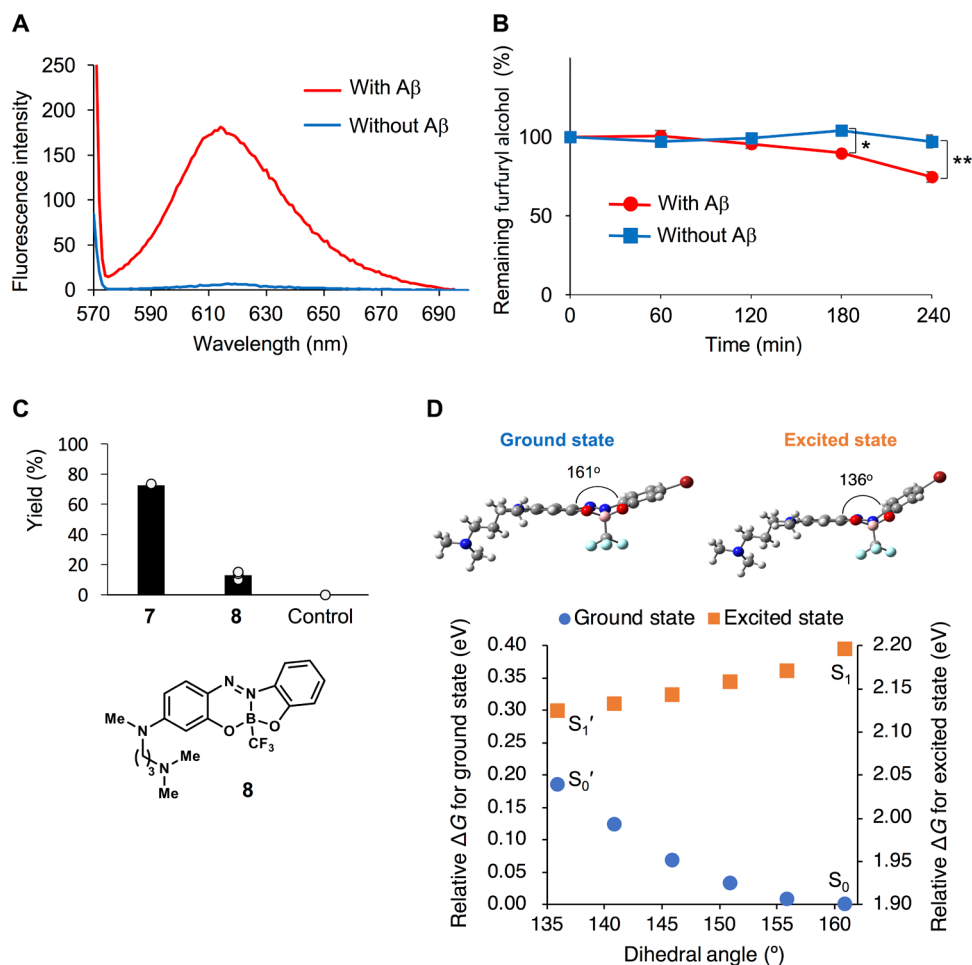 A
Fluorescence intensity
250
200
150
100
50
0
570 590 610 630 650 670 690
Wavelength (nm)
With Aβ
Without Aβ
B
Remaining furfuryl alcohol (%)
100
50
0
0 60 120 180 240
Time (min)
With Aβ
Without Aβ
*
**
C
Yield (%)
100
80
60
40
20
0
7 8 Control
N
N
Me
N
O
B
O
CF3
( )3
N
Me
Me
8
D
Ground state
Excited state
161º
136º
Ground state Excited state
Relative ΔG for ground state (eV)
0.40
0.35
0.30
0.25
0.20
0.15
0.10
0.05
0.00
S1
S1′
S0′
S0
2.20
2.15
2.10
2.05
2.00
1.95
1.90
Relative ΔG for excited state (eV)
135 140 145 150 155 160
Dihedral angle (º)